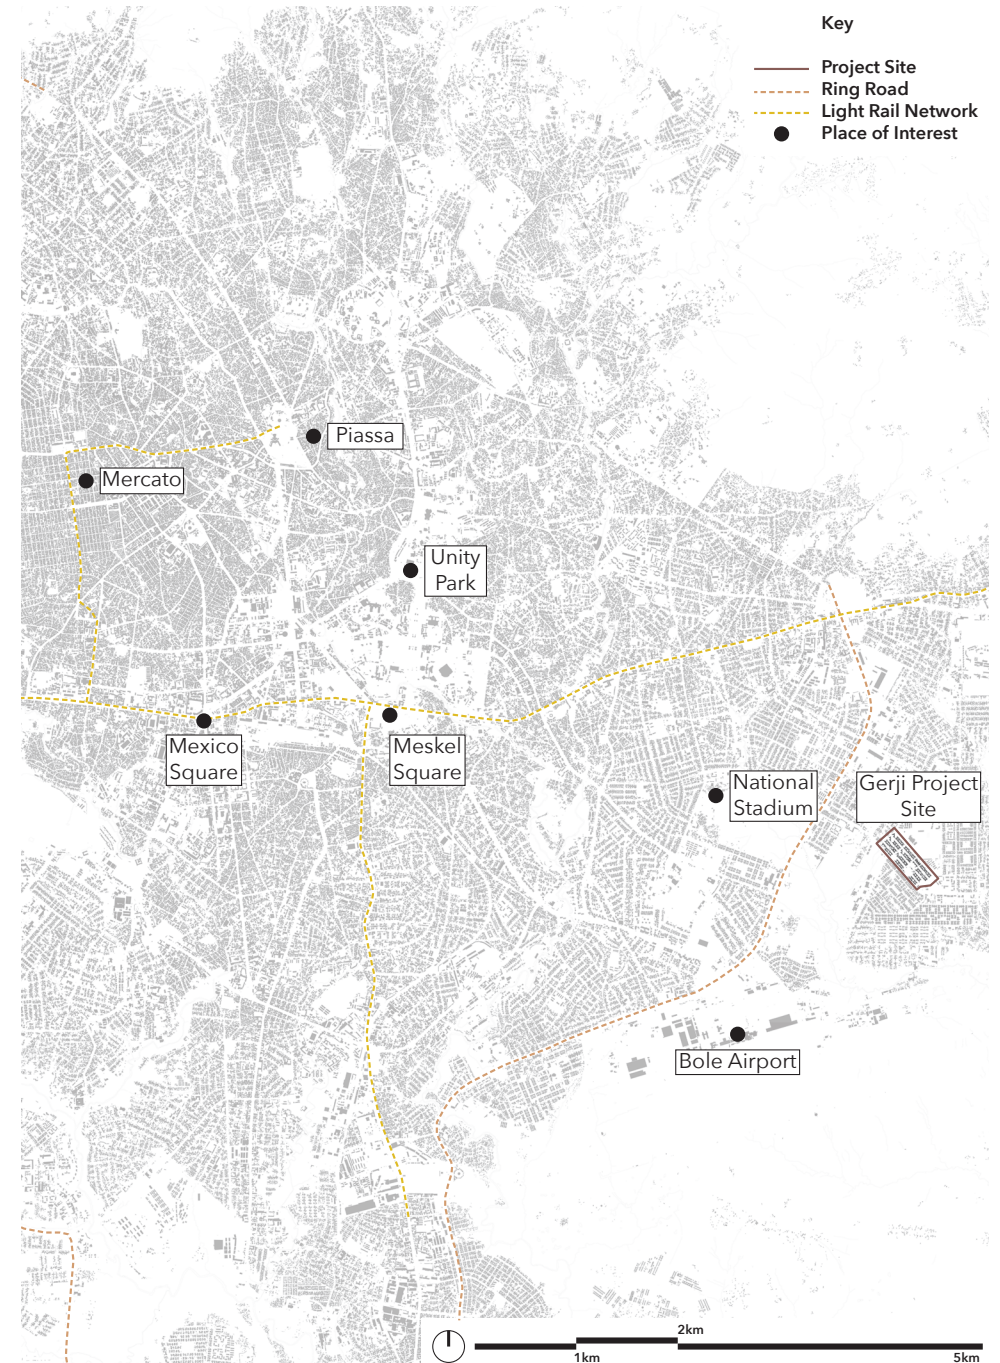 Key
Project Site
Ring Road
Light Rail Network
Place of Interest
Piassa
Mercato
Unity
Park
Mexico
Square
Meskel
Square
National
Stadium
Gerji Project
Site
Bole Airport
2km
1km
5km